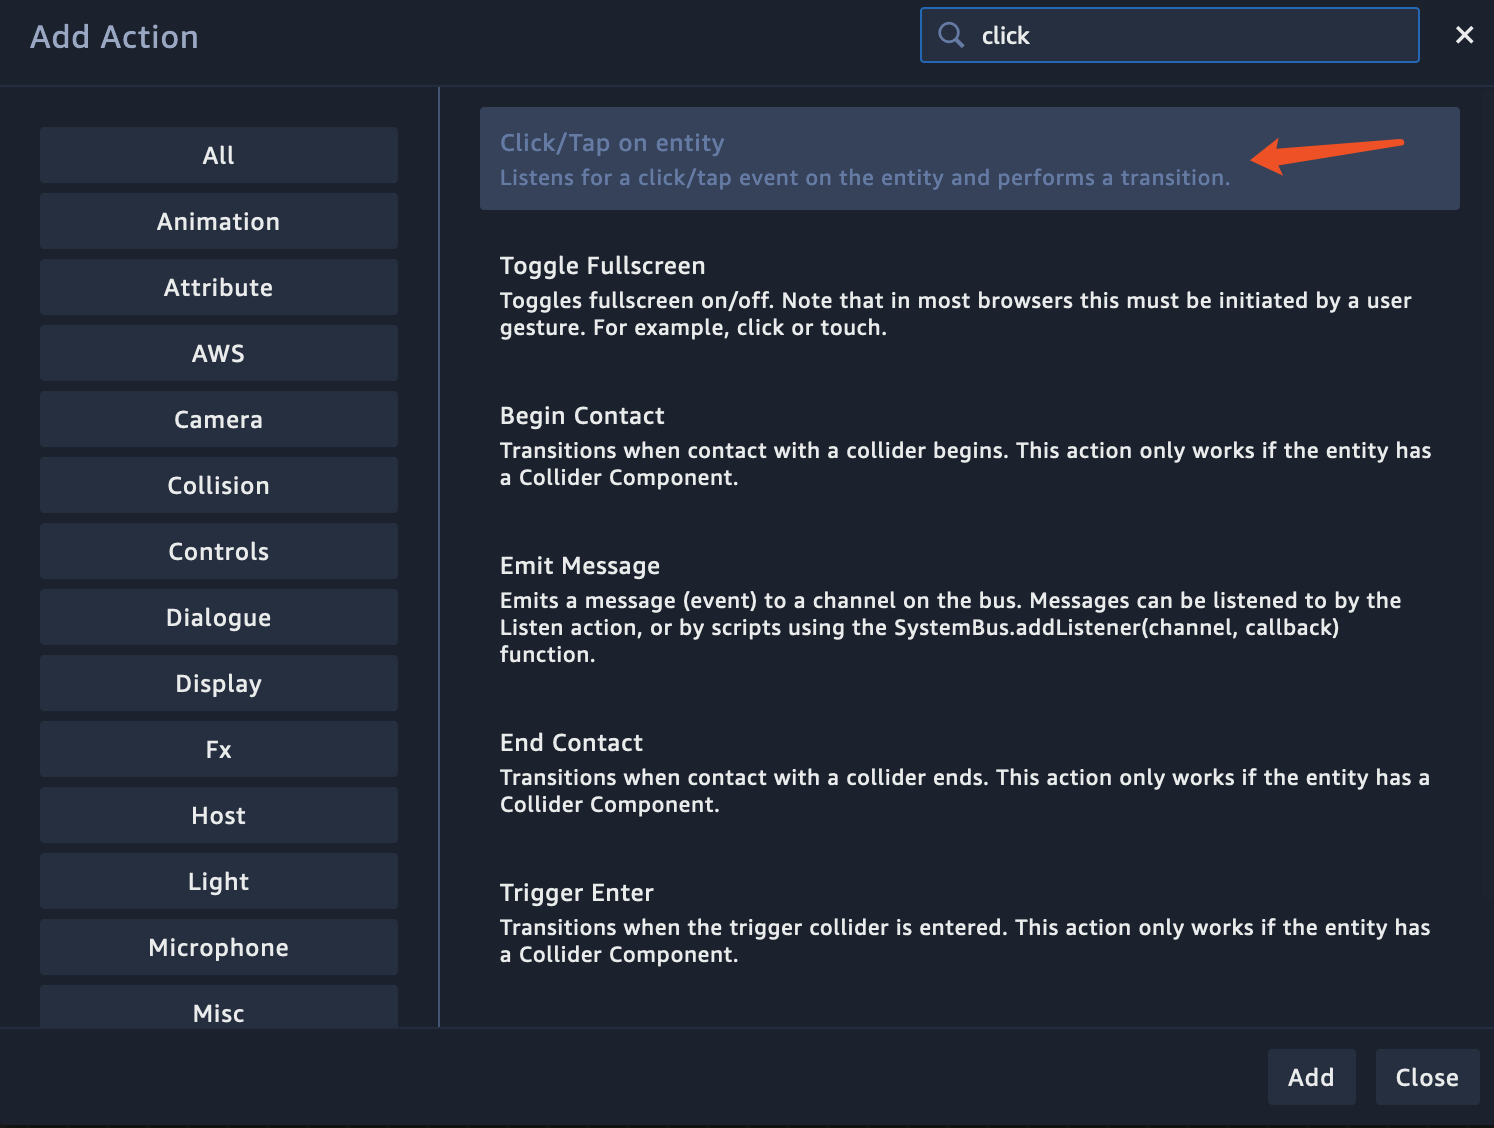 Add Action
click
All
Animation
Attribute
AWS
Camera
Collision
Controls
Dialogue
Display
Fx
Host
Light
Microphone
Misc
Click/Tap on entity
Listens for a click/tap event on the entity and performs a transition.
Toggle Fullscreen
Toggles fullscreen on/off. Note that in most browsers this must be initiated by a user
gesture. For example, click or touch.
Begin Contact
Transitions when contact with a collider begins. This action only works if the entity has
a Collider Component.
Emit Message
Emits a message (event) to a channel on the bus. Messages can be listened to by the
Listen action, or by scripts using the SystemBus.addListener(channel, callback)
function.
End Contact
Transitions when contact with a collider ends. This action only works if the entity has a
Collider Component.
Trigger Enter
Transitions when the trigger collider is entered. This action only works if the entity has
a Collider Component.
Add
Close